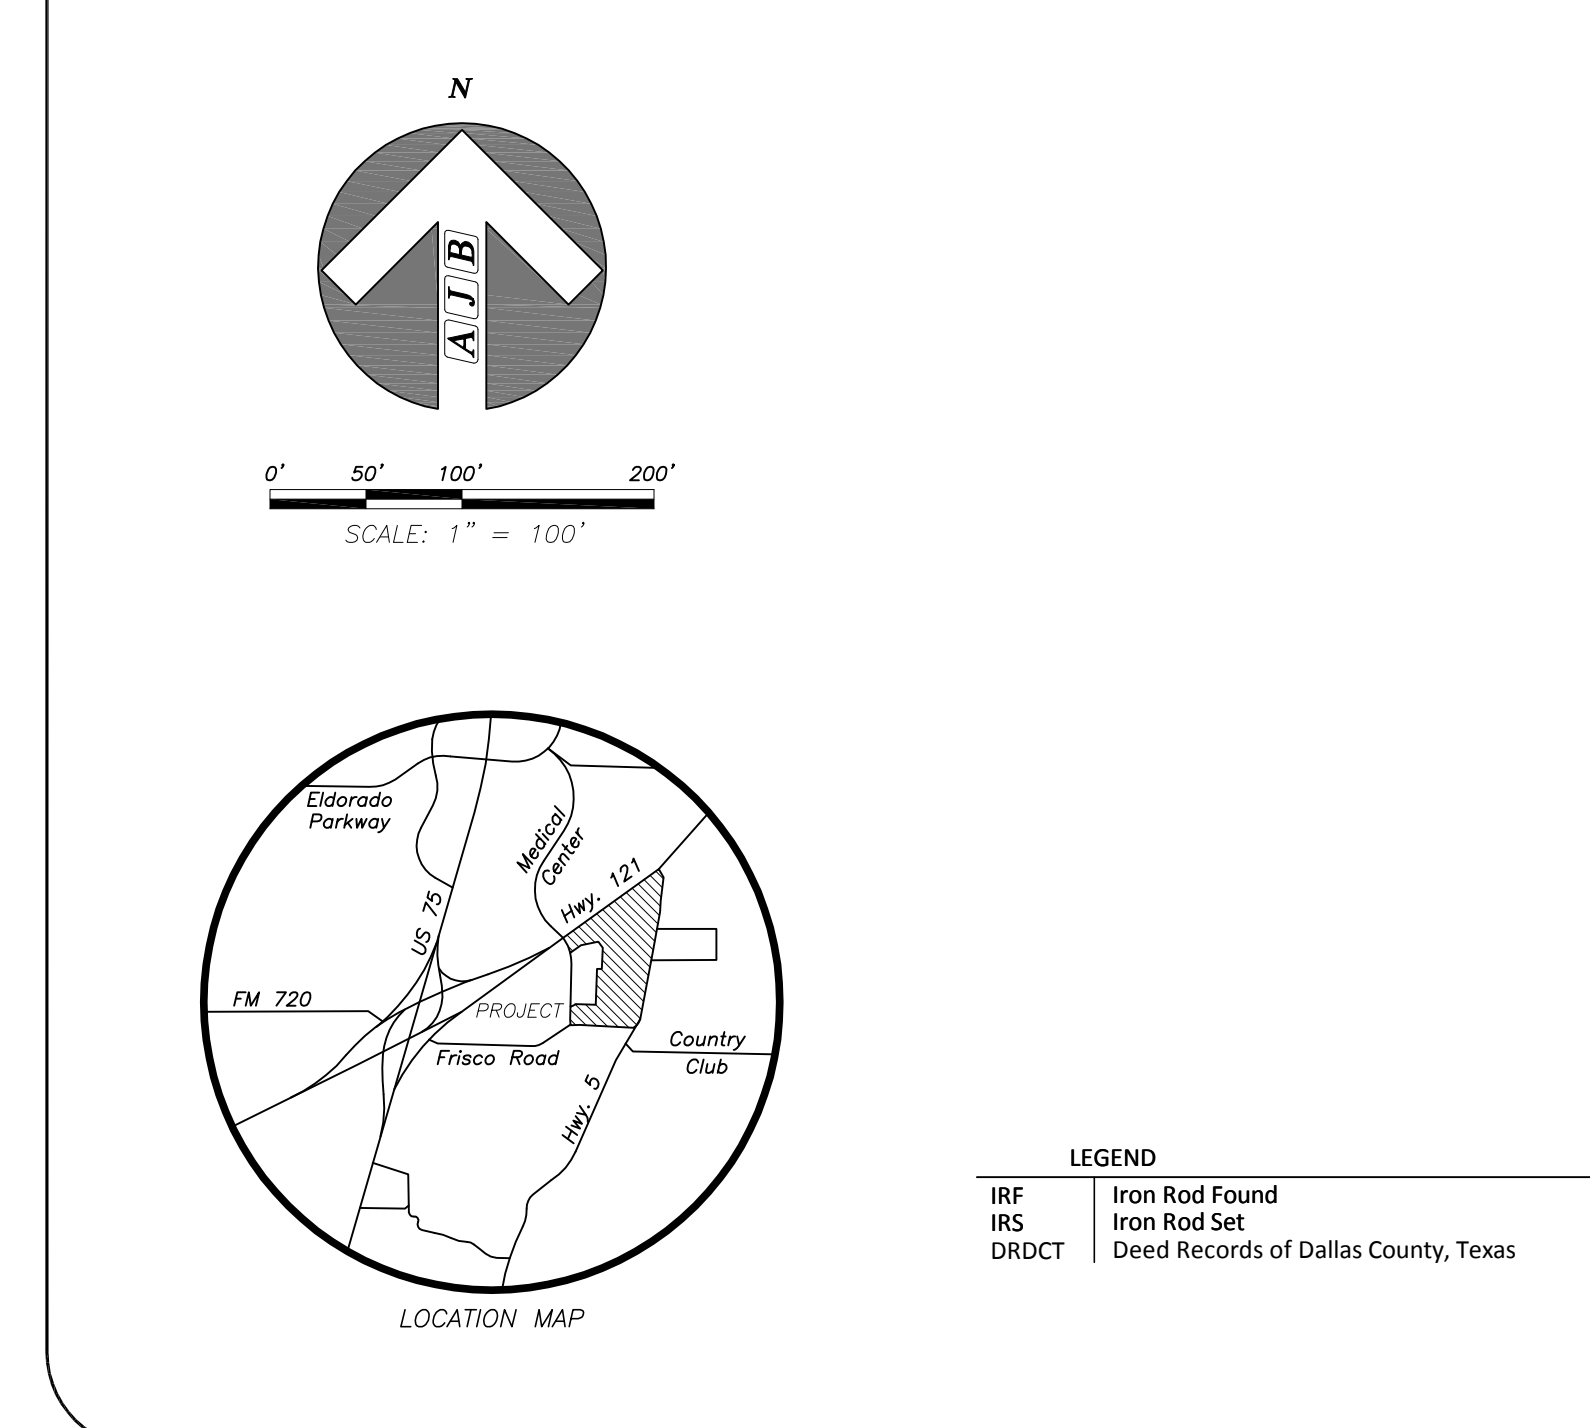 N
A J B
0' 50' 100' 200'
SCALE: 1" = 100'
Eldorado
Parkway
Medical
Center
Hwy. 121
US 75
FM 720
PROJECT
Frisco Road
Country
Club
Hwy. 5
LOCATION MAP
LEGEND
IRF Iron Rod Found
IRS Iron Rod Set
DRDCT Deed Records of Dallas County, Texas